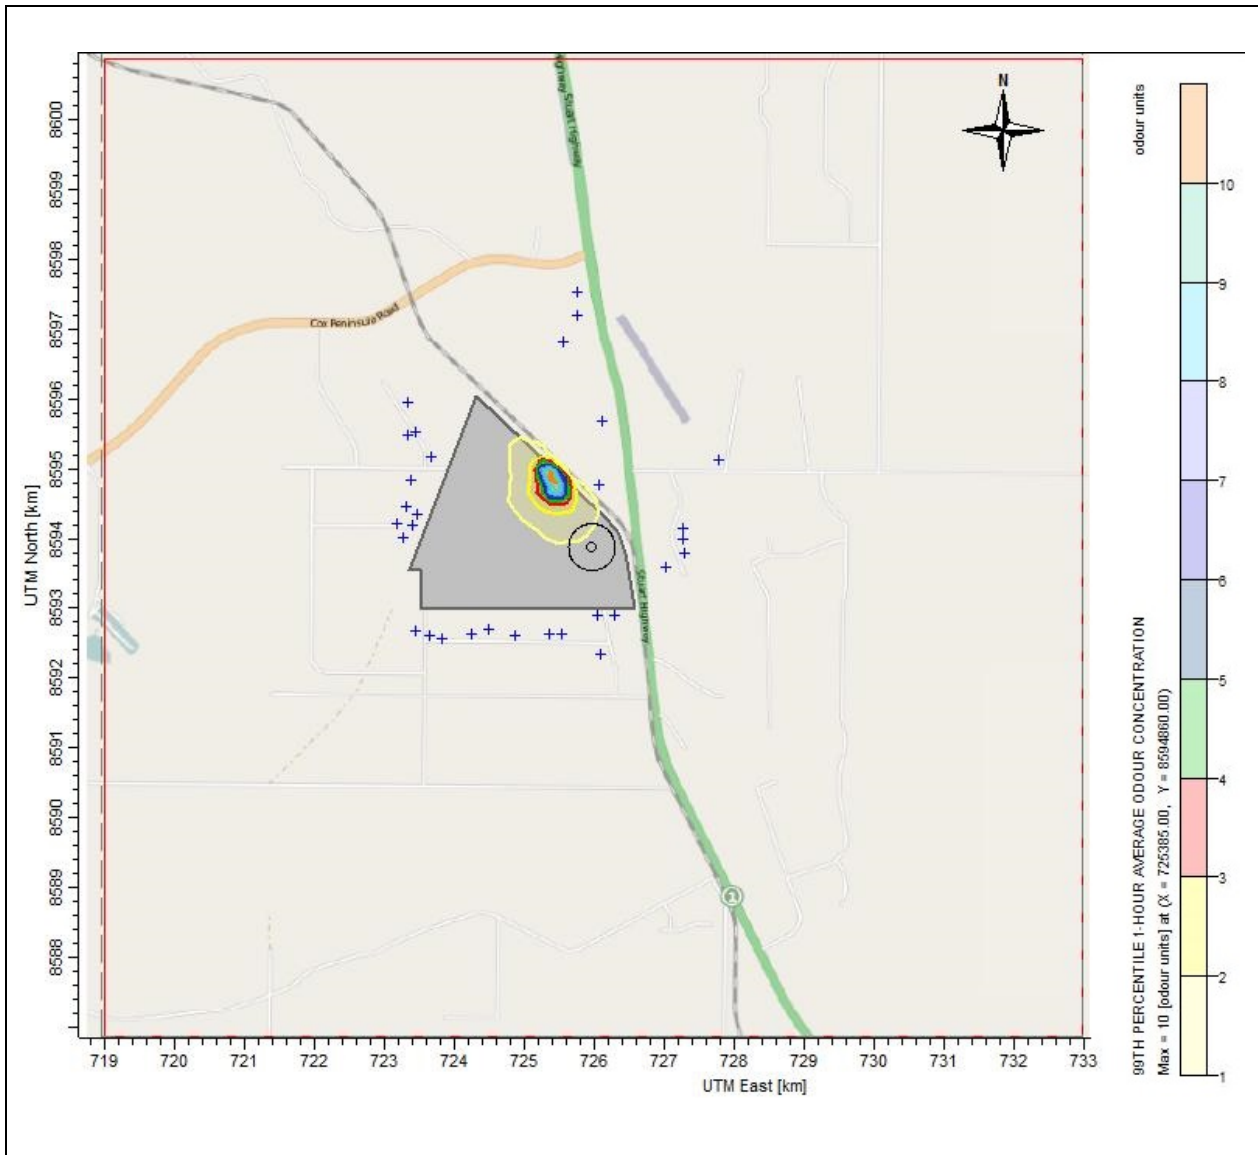 N
odour units
ighway Stuart Highway
8600
8599
8598
8597
8596
8595
8594
8593
8592
8591
8590
8589
8588
UTM North [km]
Cox Peninsula Road
Stuart Highway
1
719 720 721 722 723 724 725 726 727 728 729 730 731 732 733
UTM East [km]
99TH PERCENTILE 1-HOUR AVERAGE ODOUR CONCENTRATION
Max = 10 [odour units] at (X = 725385.00, Y = 8594860.00)
10
9
8
7
6
5
4
3
2
1